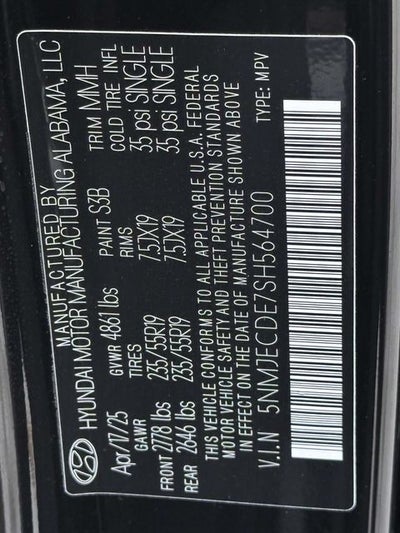 MANUFACTURED BY
HYUNDAI MOTOR MANUFACTURING ALABAMA, LLC
Apr/17/25 GVWR 4861 lbs PAINT S3B TRIM MMH
GAWR TIRES RIMS COLD TIRE INFL
FRONT 2778 lbs 235/55R19 7.5JX19 35 psi SINGLE
REAR 2646 lbs 235/55R19 7.5JX19 35 psi SINGLE
THIS VEHICLE CONFORMS TO ALL APPLICABLE U.S.A. FEDERAL
MOTOR VEHICLE SAFETY, BUMPER, AND THEFT PREVENTION STANDARDS
IN EFFECT ON THE DATE OF MANUFACTURE SHOWN ABOVE
V.I.N 5NMJECDE7SH564700 TYPE: MPV